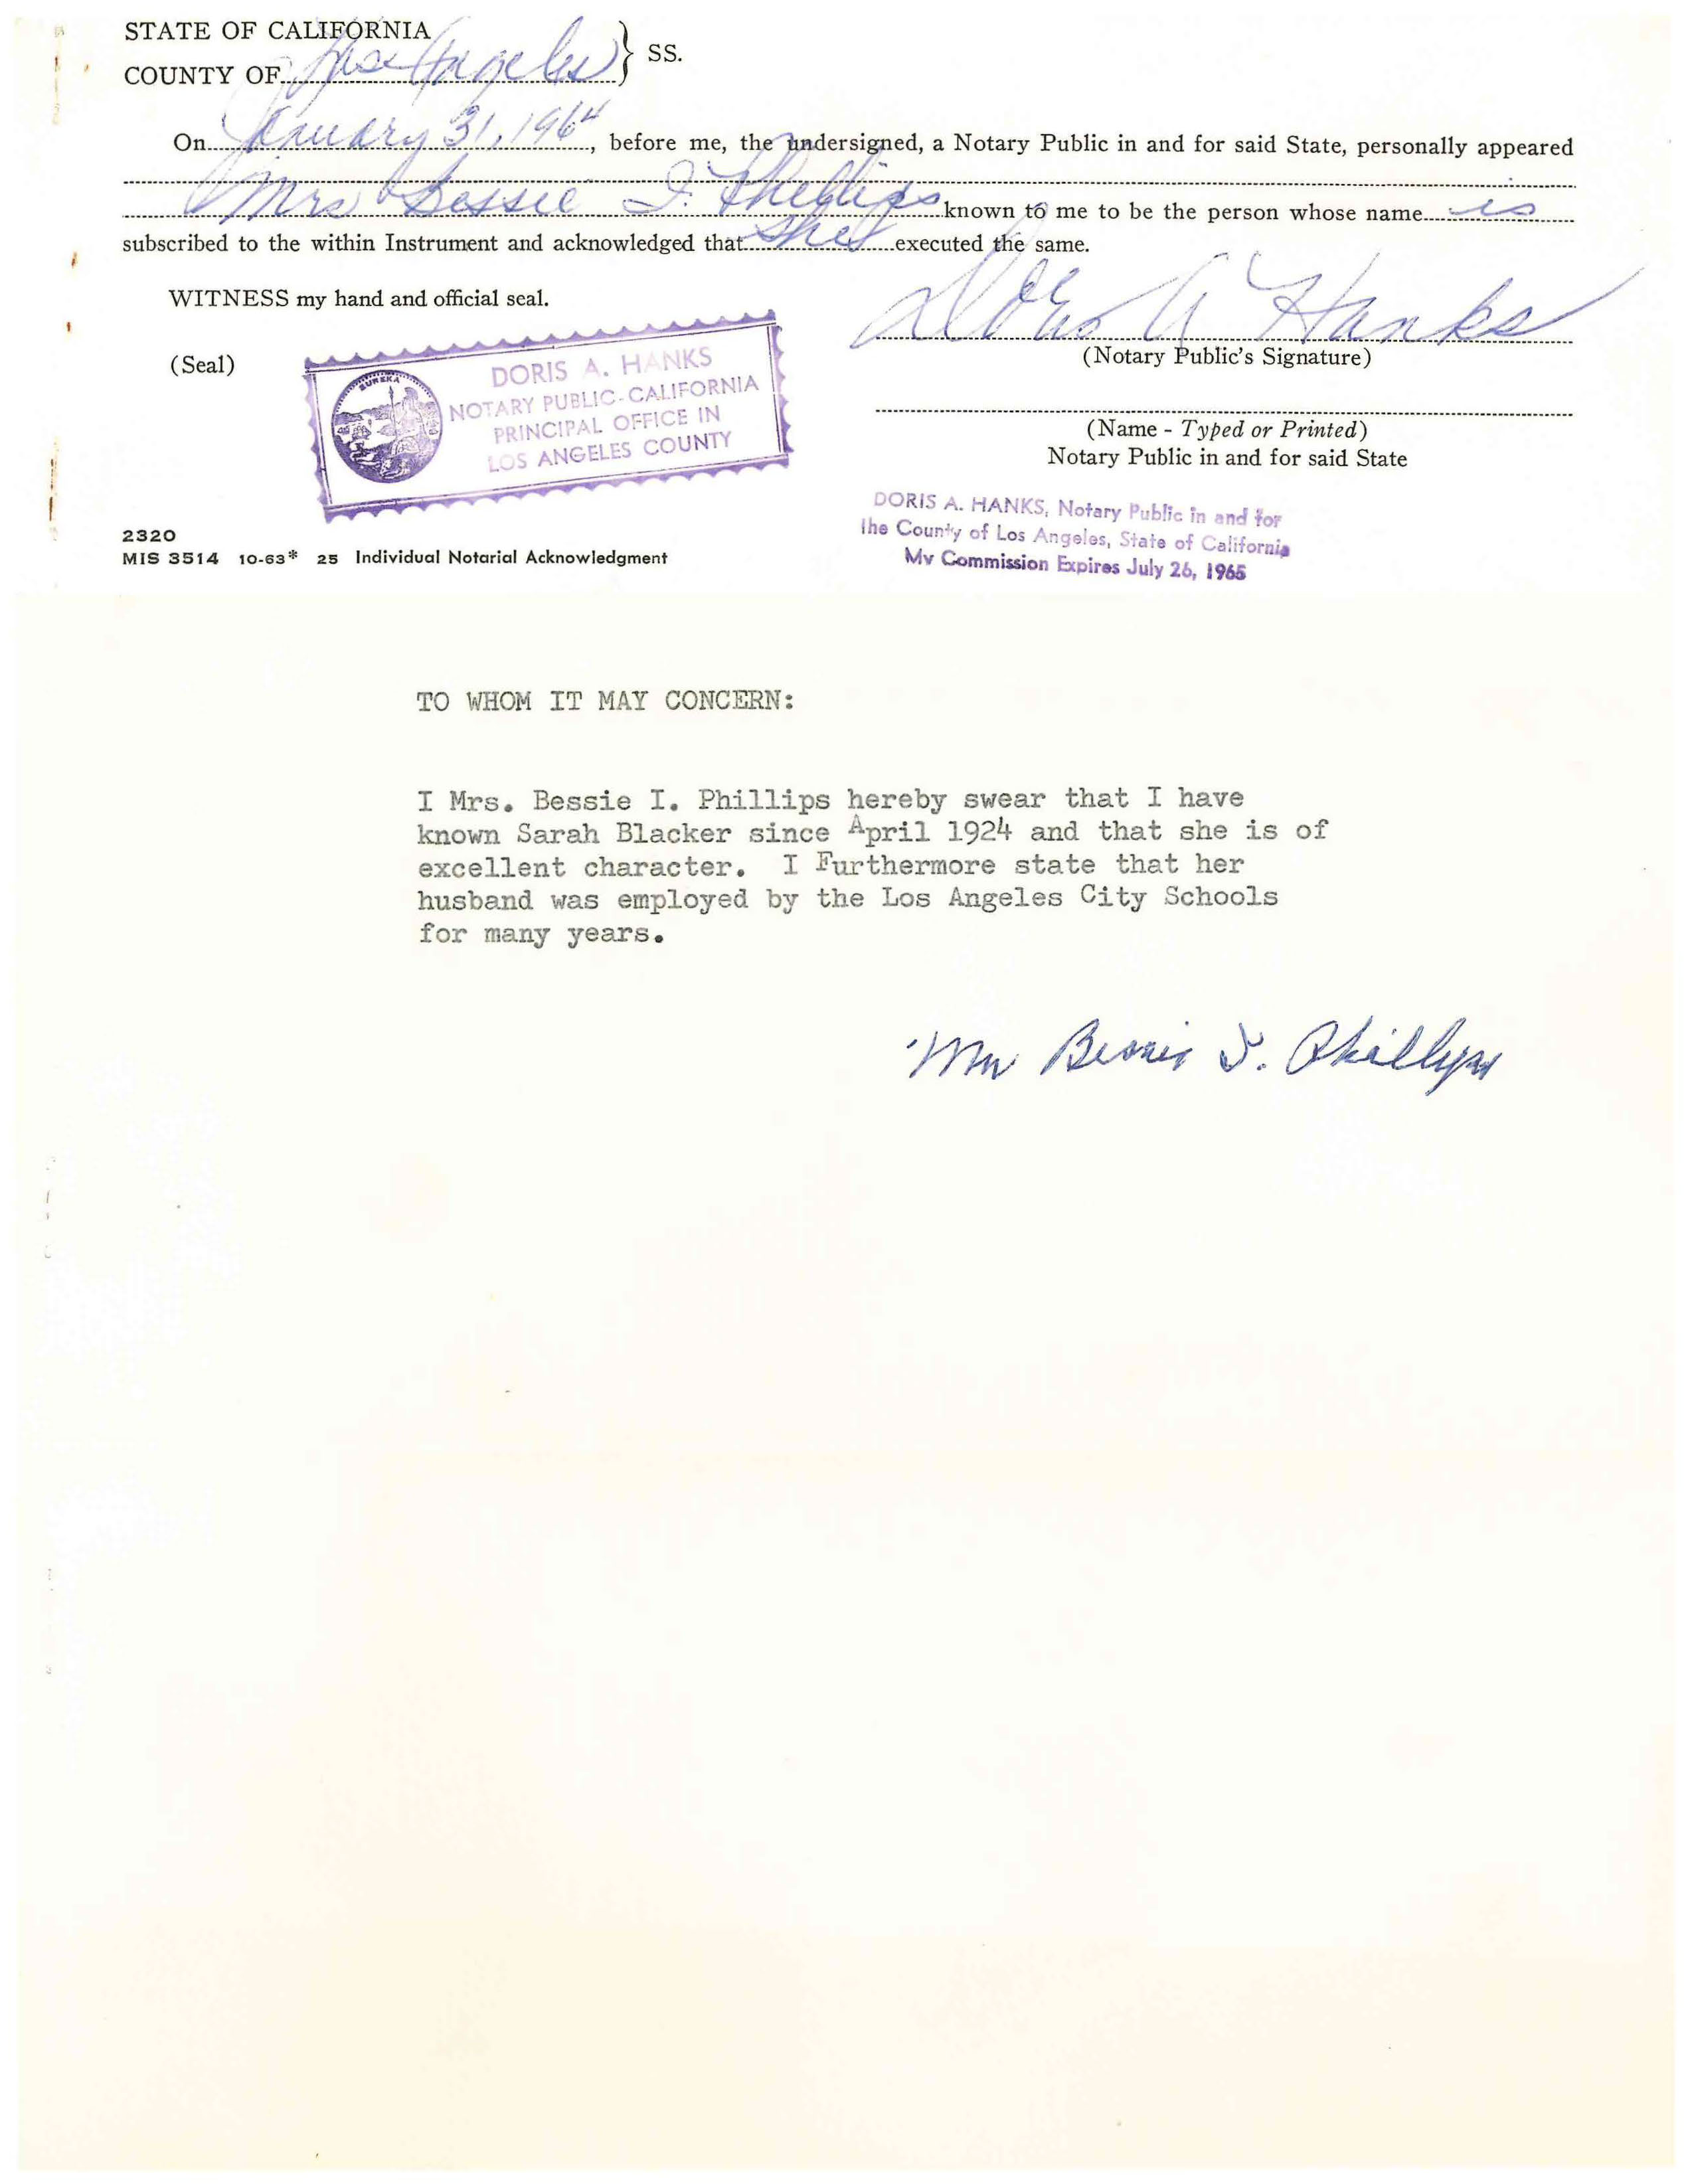 STATE OF CALIFORNIA
COUNTY OF Los Angeles } SS.
On January 31, 1964, before me, the undersigned, a Notary Public in and for said State, personally appeared
Mrs Bessie I. Phillips known to me to be the person whose name is
subscribed to the within Instrument and acknowledged that she executed the same.
WITNESS my hand and official seal.
Doris A Hanks
(Seal)
(Notary Public's Signature)
EUREKA
DORIS A. HANKS
NOTARY PUBLIC-CALIFORNIA
PRINCIPAL OFFICE IN
LOS ANGELES COUNTY
(Name - Typed or Printed)
Notary Public in and for said State
DORIS A. HANKS, Notary Public in and for
the County of Los Angeles, State of California
My Commission Expires July 26, 1965
2320
MIS 3514 10-63* 25 Individual Notarial Acknowledgment
TO WHOM IT MAY CONCERN:
I Mrs. Bessie I. Phillips hereby swear that I have
known Sarah Blacker since April 1924 and that she is of
excellent character. I Furthermore state that her
husband was employed by the Los Angeles City Schools
for many years.
Mrs Bessie I. Phillips